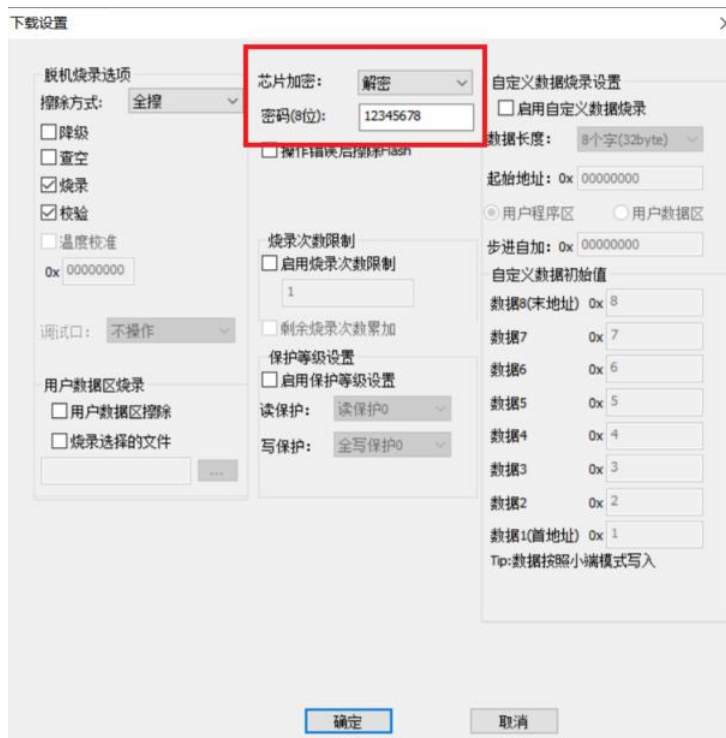 下载设置
脱机烧录选项
擦除方式: 全擦
降级
查空
烧录
校验
温度校准
0x 00000000
调试口: 不操作
用户数据区烧录
用户数据区擦除
烧录选择的文件
...
芯片加密: 解密
密码(8位): 12345678
操作错误后擦除Flash
烧录次数限制
启用烧录次数限制
1
剩余烧录次数累加
保护等级设置
启用保护等级设置
读保护: 读保护0
写保护: 全写保护0
自定义数据烧录设置
启用自定义数据烧录
数据长度: 8个字(32byte)
起始地址: 0x 00000000
用户程序区 用户数据区
步进自加: 0x 00000000
自定义数据初始值
数据8(末地址) 0x 8
数据7 0x 7
数据6 0x 6
数据5 0x 5
数据4 0x 4
数据3 0x 3
数据2 0x 2
数据1(首地址) 0x 1
Tip:数据按照小端模式写入
确定 取消